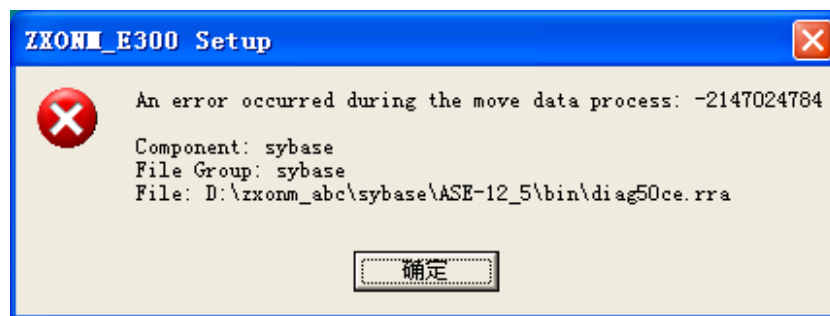 ZXONM_E300 Setup
An error occurred during the move data process: -2147024784
Component: sybase
File Group: sybase
File: D:\zxonm_abc\sybase\ASE-12_5\bin\diag50ce.rra
确定